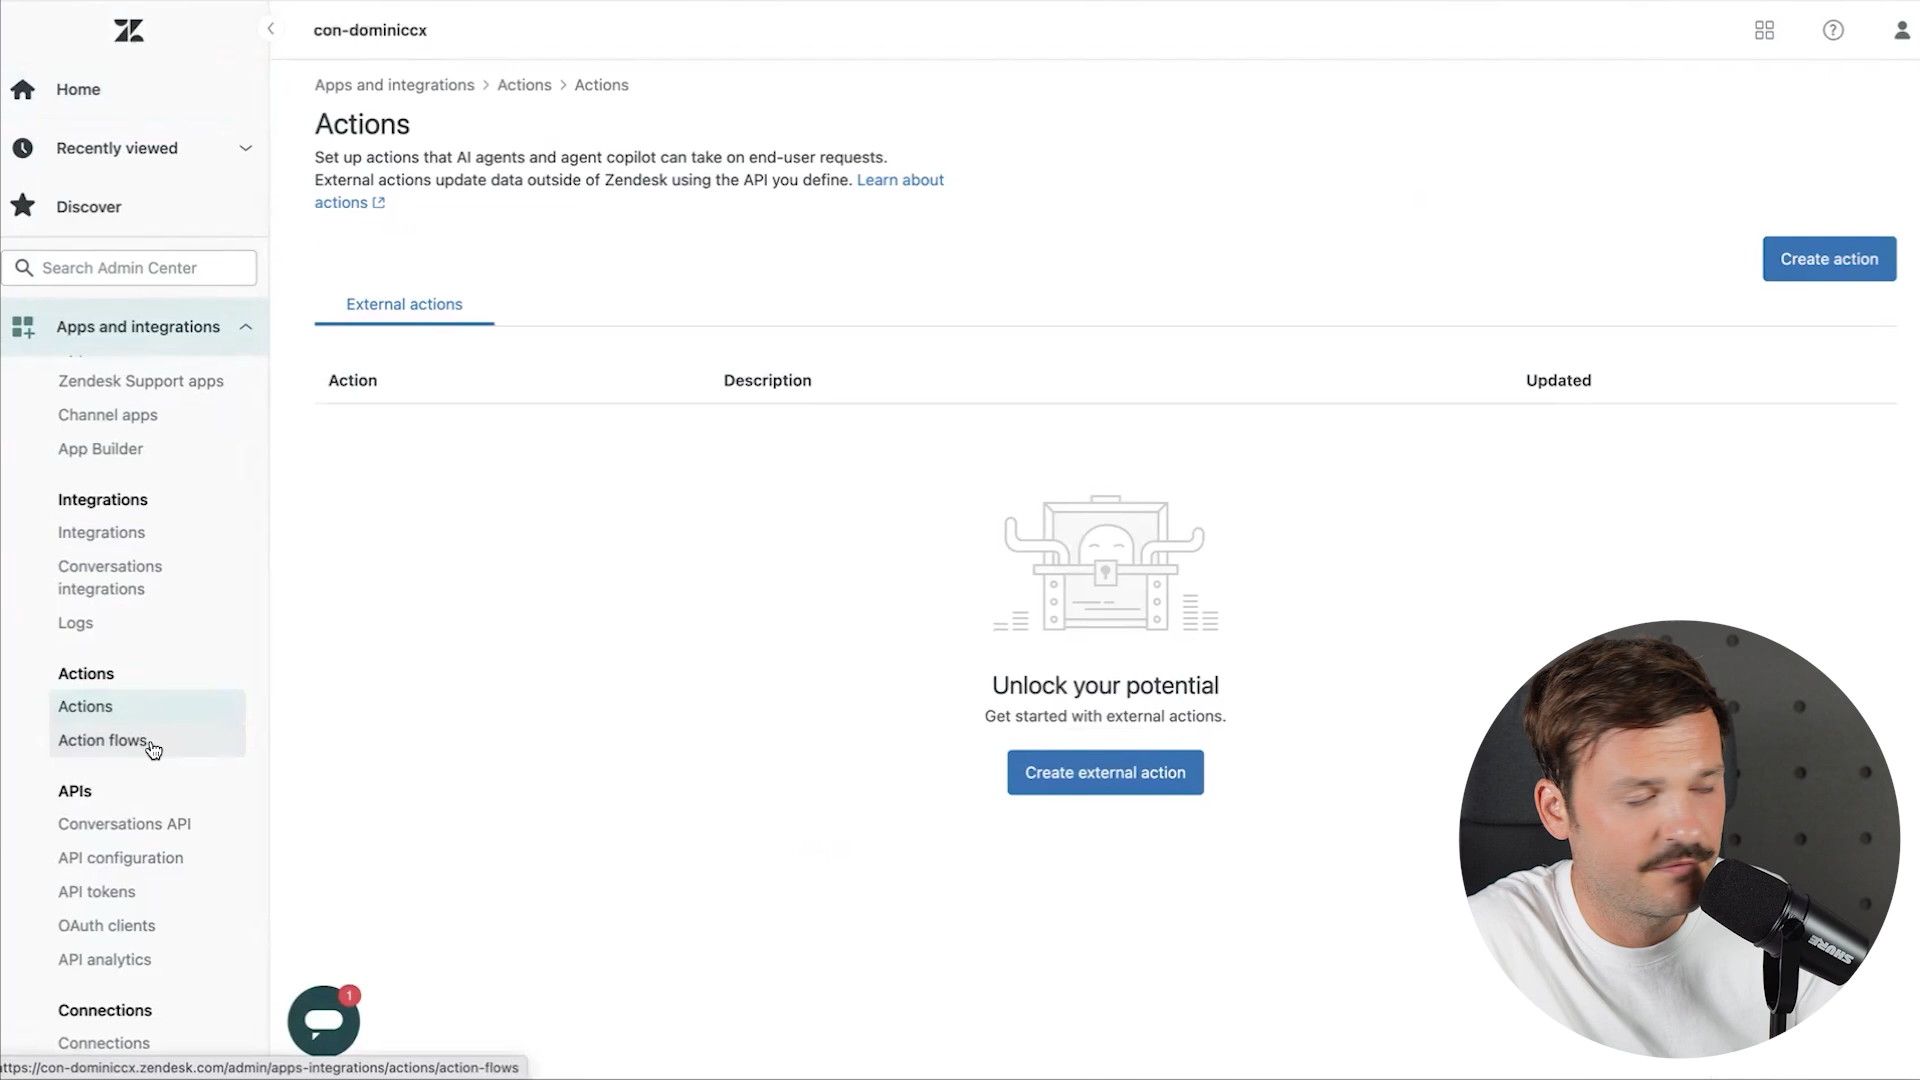 con-dominiccx
Home
Recently viewed
Discover
Search Admin Center
Apps and integrations
Zendesk Support apps
Channel apps
App Builder
Integrations
Integrations
Conversations
integrations
Logs
Actions
Actions
Action flows
APIs
Conversations API
API configuration
API tokens
OAuth clients
API analytics
Connections
Connections
Apps and integrations > Actions > Actions
Actions
Set up actions that AI agents and agent copilot can take on end-user requests.
External actions update data outside of Zendesk using the API you define. Learn about
actions
Create action
External actions
Action Description Updated
Unlock your potential
Get started with external actions.
Create external action
1
SHURE
ttps://con-dominiccx.zendesk.com/admin/apps-integrations/actions/action-flows